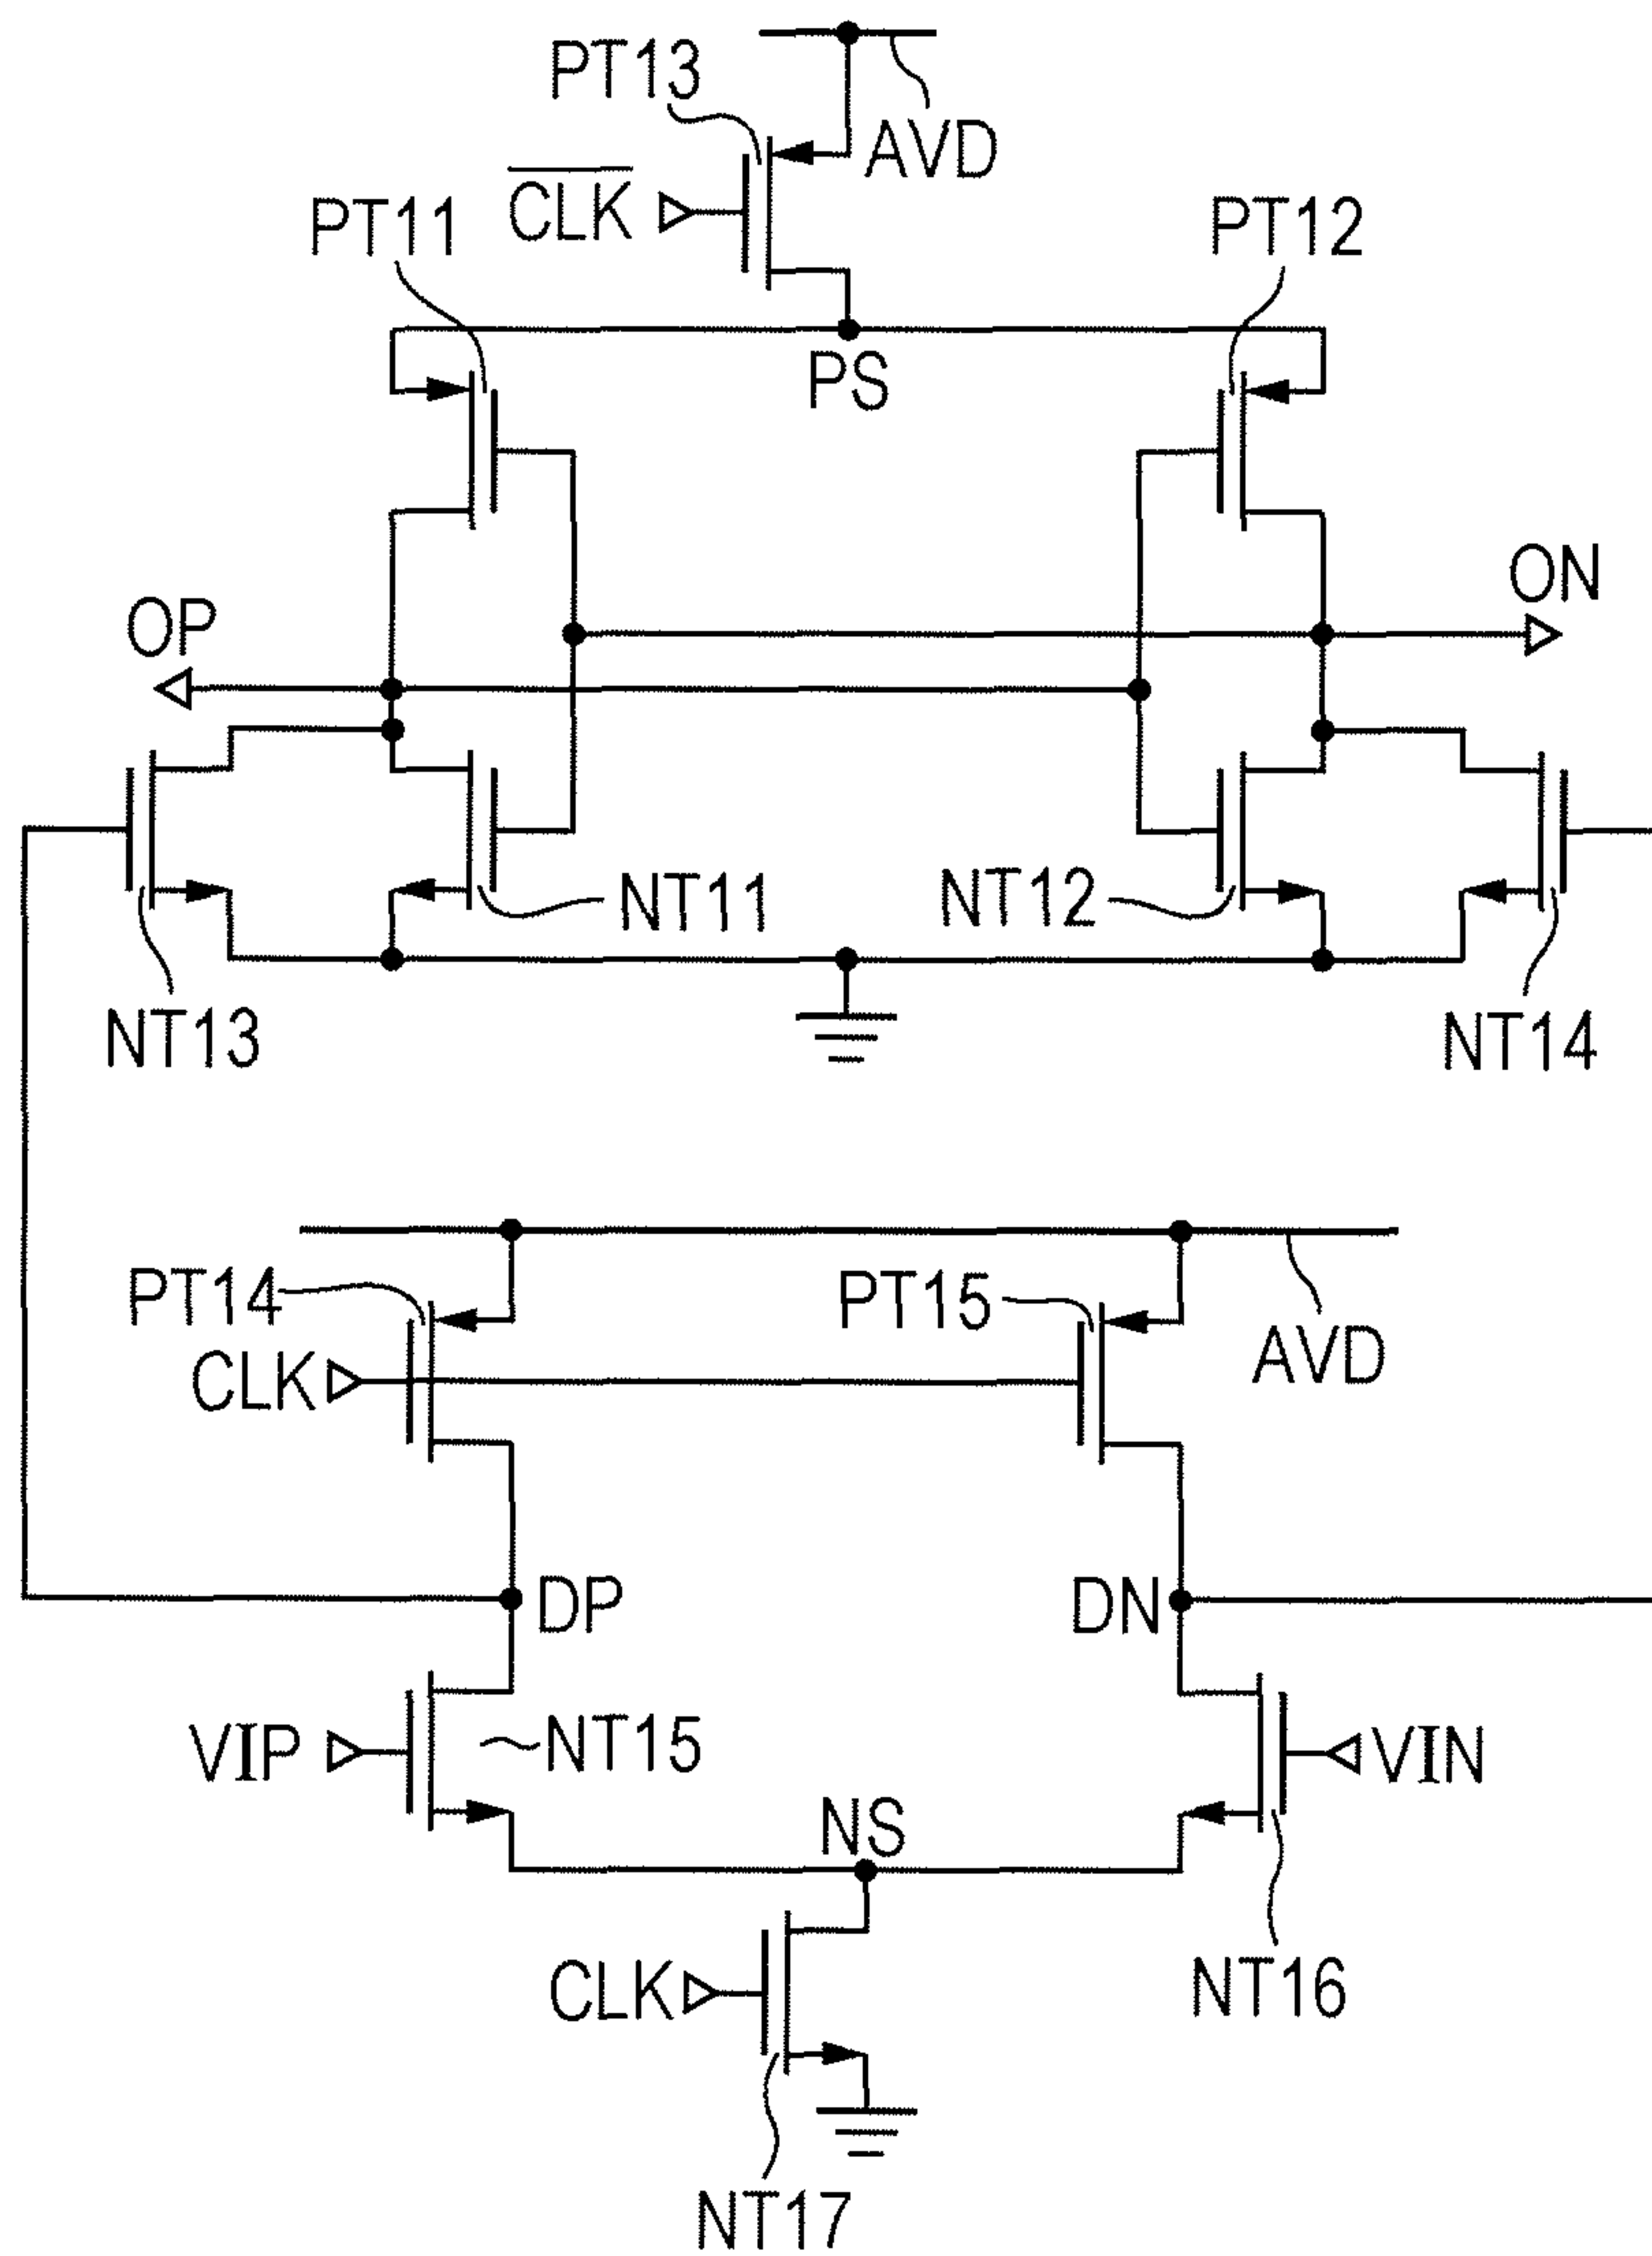 PT13
AVD
CLK
PT11
PT12
PS
OP
ON
NT11
NT12
NT13
NT14
PT14
PT15
CLK
AVD
DP
DN
VIP
NT15
VIN
NS
CLK
NT16
NT17